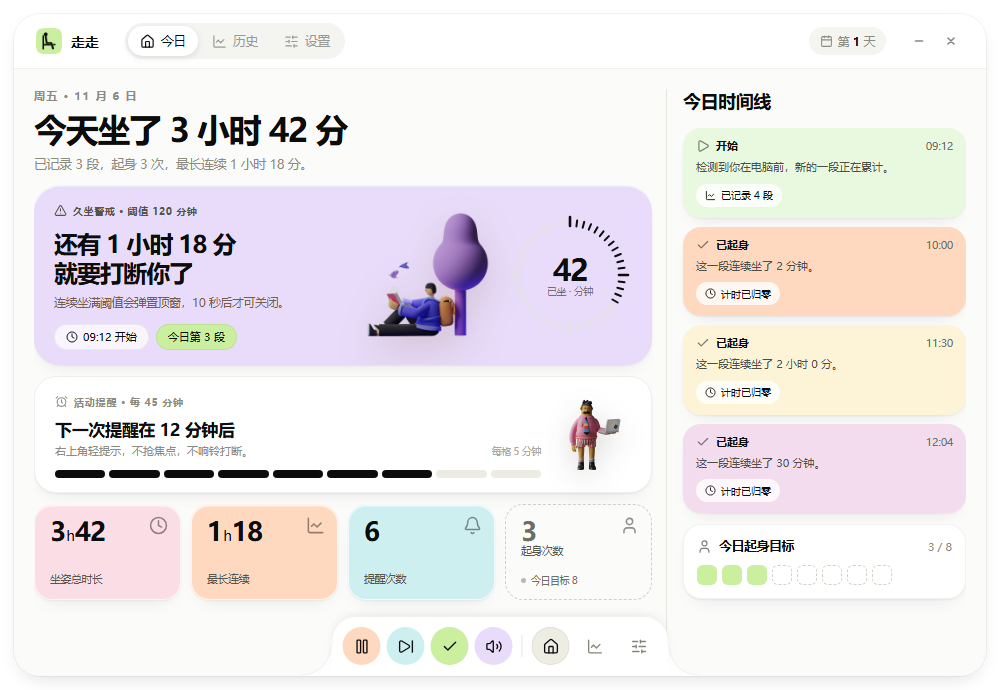 走走
今日
历史
设置
第 1 天
周五 • 11 月 6 日
今天坐了 3 小时 42 分
已记录 3 段，起身 3 次，最长连续 1 小时 18 分。
久坐警戒 • 阈值 120 分钟
还有 1 小时 18 分
就要打断你了
连续坐满阈值会弹置顶窗，10 秒后才可关闭。
09:12 开始
今日第 3 段
42
已坐 · 分钟
活动提醒 • 每 45 分钟
下一次提醒在 12 分钟后
右上角轻提示，不抢焦点，不响铃打断。
每格 5 分钟
3h42
坐姿总时长
1h18
最长连续
6
提醒次数
3
起身次数
今日目标 8
今日时间线
开始
09:12
检测到你在电脑前，新的一段正在累计。
已记录 4 段
已起身
10:00
这一段连续坐了 2 分钟。
计时已归零
已起身
11:30
这一段连续坐了 2 小时 0 分。
计时已归零
已起身
12:04
这一段连续坐了 30 分钟。
计时已归零
今日起身目标
3 / 8